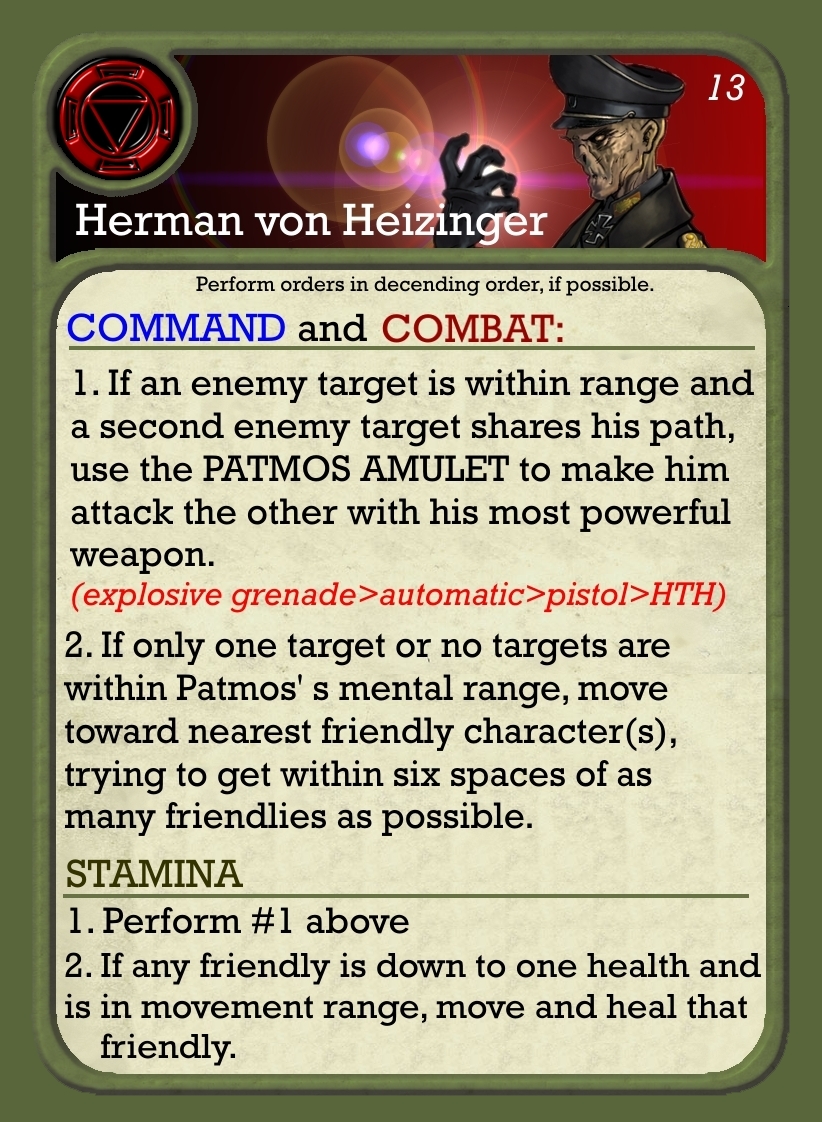 13
Herman von Heizinger
Perform orders in decending order, if possible.
COMMAND and COMBAT:
1. If an enemy target is within range and
a second enemy target shares his path,
use the PATMOS AMULET to make him
attack the other with his most powerful
weapon.
(explosive grenade>automatic>pistol>HTH)
2. If only one target or no targets are
within Patmos' s mental range, move
toward nearest friendly character(s),
trying to get within six spaces of as
many friendlies as possible.
STAMINA
1. Perform #1 above
2. If any friendly is down to one health and
is in movement range, move and heal that
friendly.